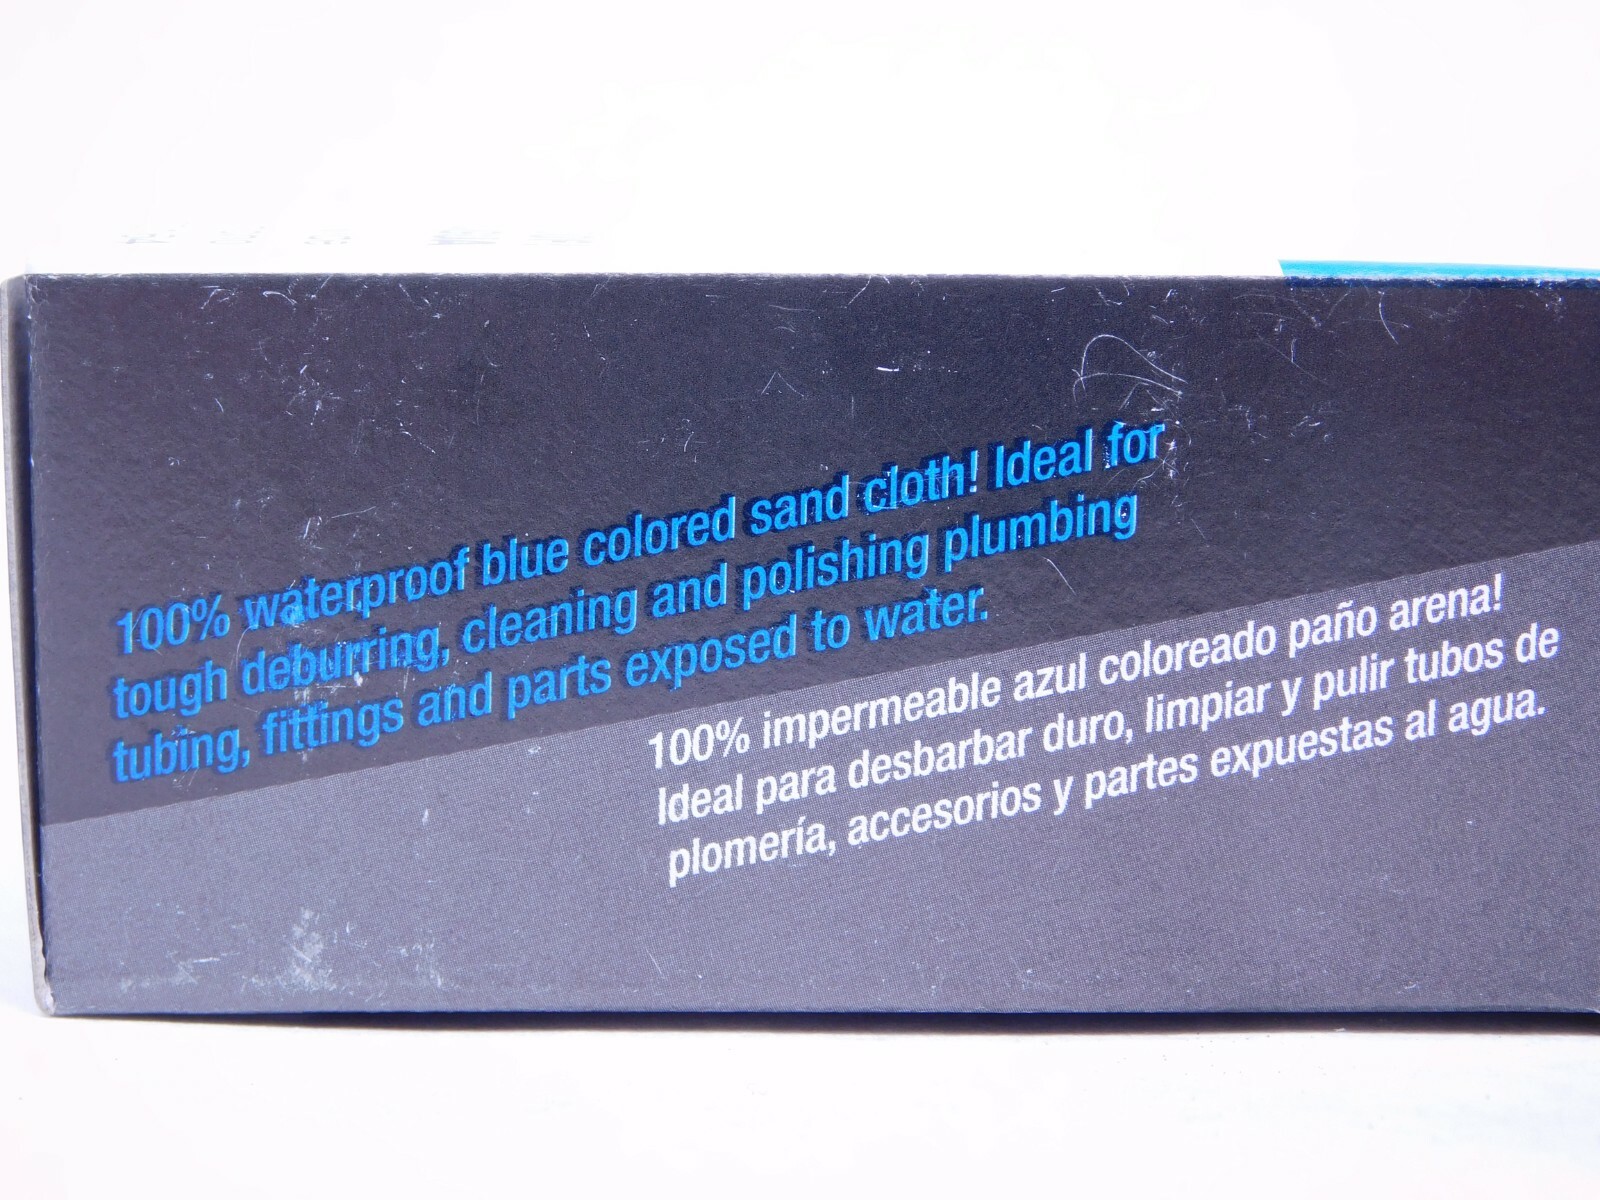 100% waterproof blue colored sand cloth! Ideal for
tough deburring, cleaning and polishing plumbing
tubing, fittings and parts exposed to water.
100% impermeable azul coloreado paño arena!
Ideal para desbarbar duro, limpiar y pulir tubos de
plomería, accesorios y partes expuestas al agua.